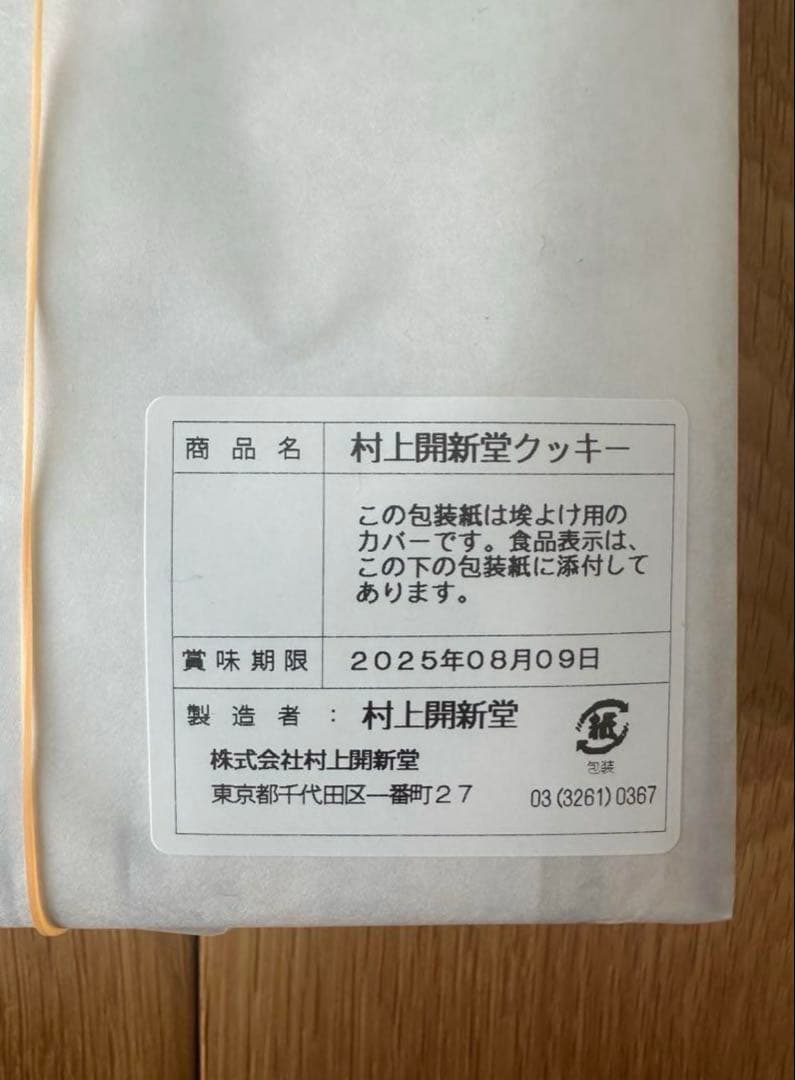 商品名 村上開新堂クッキー
この包装紙は埃よけ用の
カバーです。食品表示は、
この下の包装紙に添付して
あります。
賞味期限 2025年08月09日
製造者：村上開新堂
紙
包装
株式会社村上開新堂
東京都千代田区一番町27 03(3261)0367